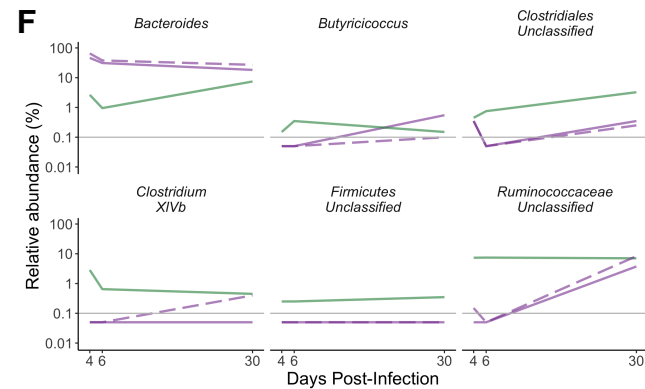 F
Bacteroides
Butyricicoccus
Clostridiales
Unclassified
Relative abundance (%)
100
10
1
0.1
0.01
Clostridium
XIVb
Firmicutes
Unclassified
Ruminococcaceae
Unclassified
100
10
1
0.1
0.01
4 6 30
4 6 30
4 6 30
Days Post-Infection